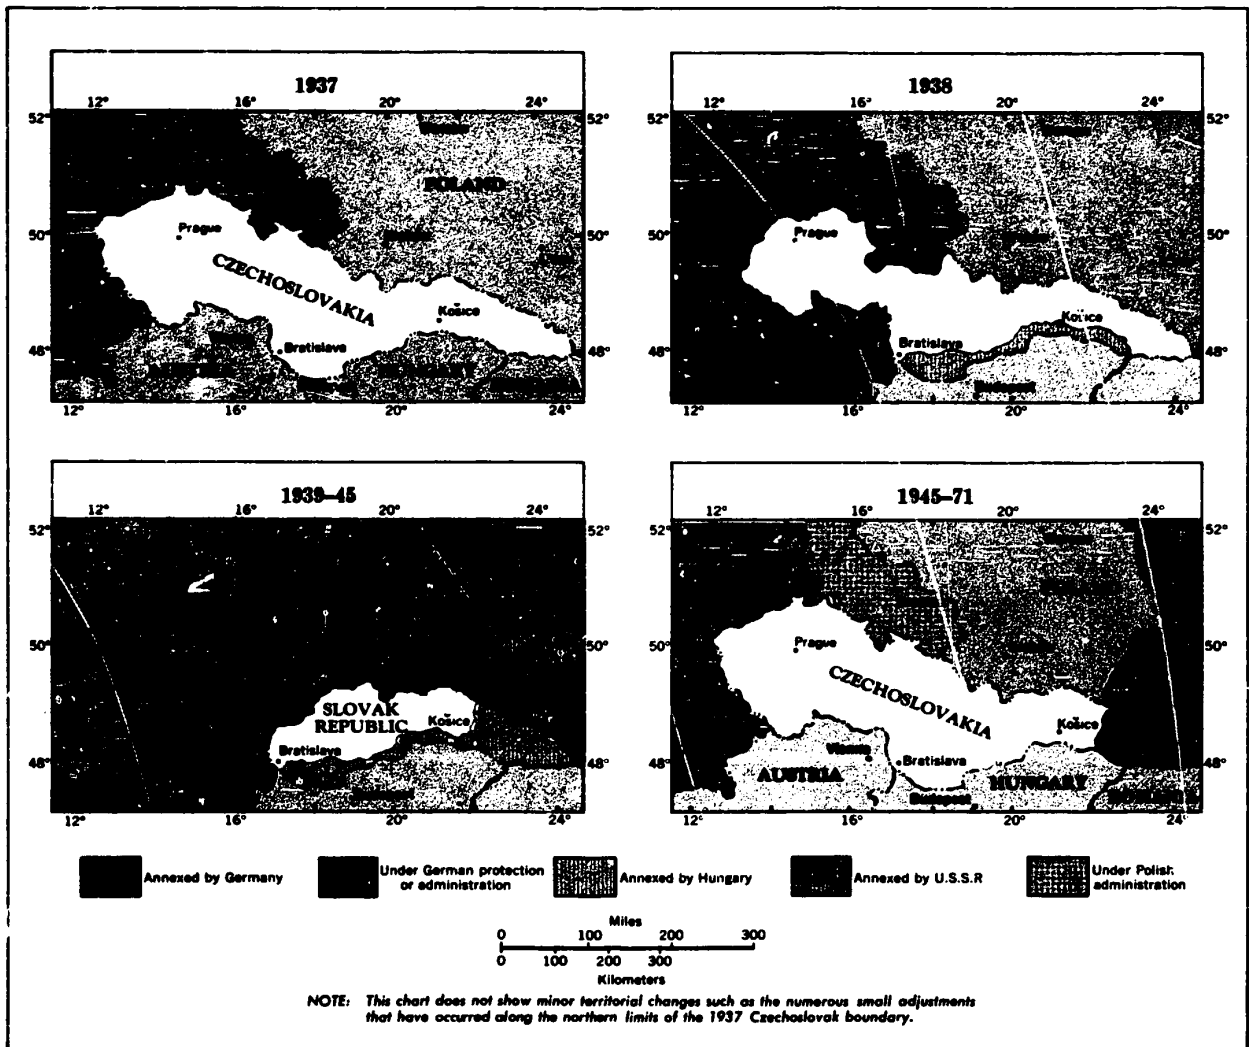 1937
12° 16° 20° 24°
52° 52°
POLAND
50° Prague 50°
CZECHOSLOVAKIA
Košice
48° Bratislava 48°
HUNGARY
12° 16° 20° 24°
1938
12° 16° 20° 24°
52° 52°
50° Prague 50°
Košice
48° Bratislava 48°
Budapest
16° 20° 24°
1939–45
12° 16° 20° 24°
52° 52°
50° 50°
SLOVAK
REPUBLIC
Košice
Bratislava
48° 48°
12° 16° 20° 24°
1945–71
12° 16° 20° 24°
52° 52°
50° Prague 50°
CZECHOSLOVAKIA
Košice
Vienna
48° Bratislava 48°
AUSTRIA HUNGARY
Budapest
12° 16° 20° 24°
Annexed by Germany
Under German protection
or administration
Annexed by Hungary
Annexed by U.S.S.R
Under Polish
administration
Miles
0 100 200 300
0 100 200 300
Kilometers
NOTE: This chart does not show minor territorial changes such as the numerous small adjustments
that have occurred along the northern limits of the 1937 Czechoslovak boundary.